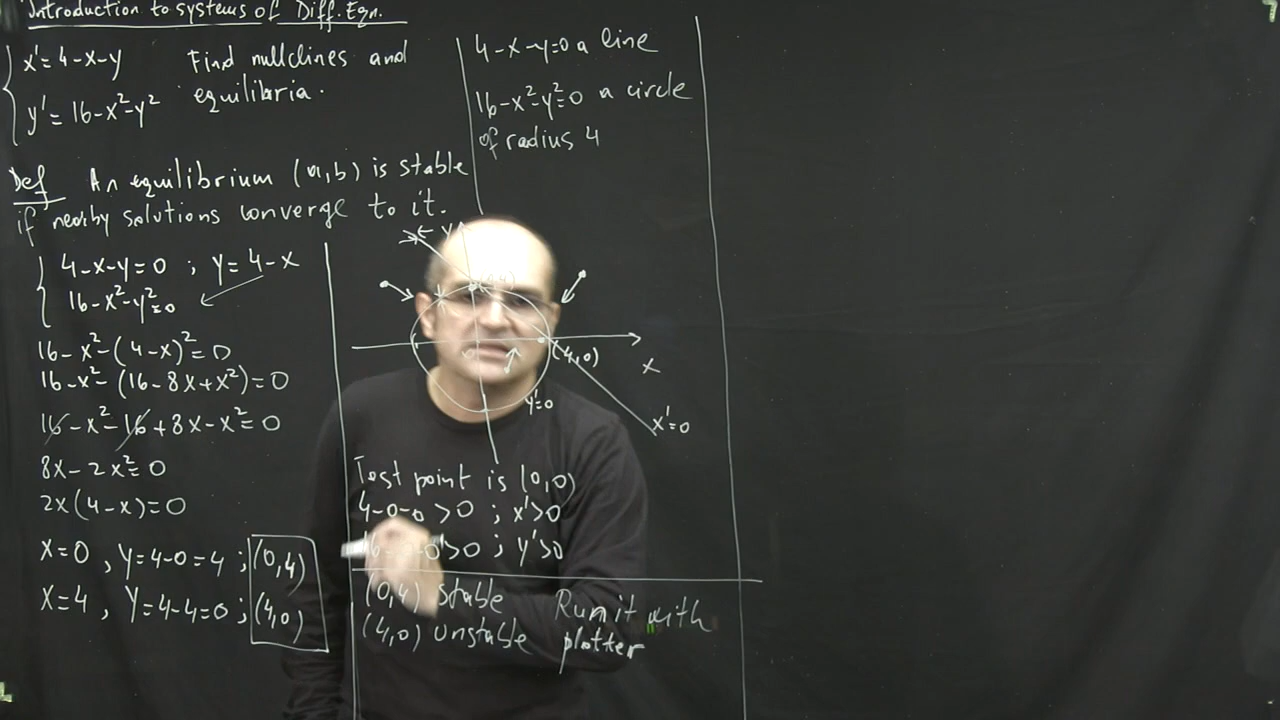 Introduction to systems of Diff. Eqn.
x' = 4-x-y Find nullclines and
y' = 16-x²-y² equilibria.
Def An equilibrium (a,b) is stable
if nearby solutions converge to it.
4-x-y=0 ; y=4-x
16-x²-y²=0
16-x²-(4-x)²=0
16-x²-(16-8x+x²)=0
16-x²-16+8x-x²=0
8x-2x²=0
2x(4-x)=0
x=0, y=4-0=4 ; (0,4)
x=4, y=4-4=0 ; (4,0)
4-x-y=0 a line
16-x²-y²=0 a circle
of radius 4
y
(4,0)
x
y'=0
x'=0
Test point is (0,0)
4-0-0>0 ; x'>0
>0 ; y'>0
(0,4) stable
(4,0) unstable
Run it with
plotter